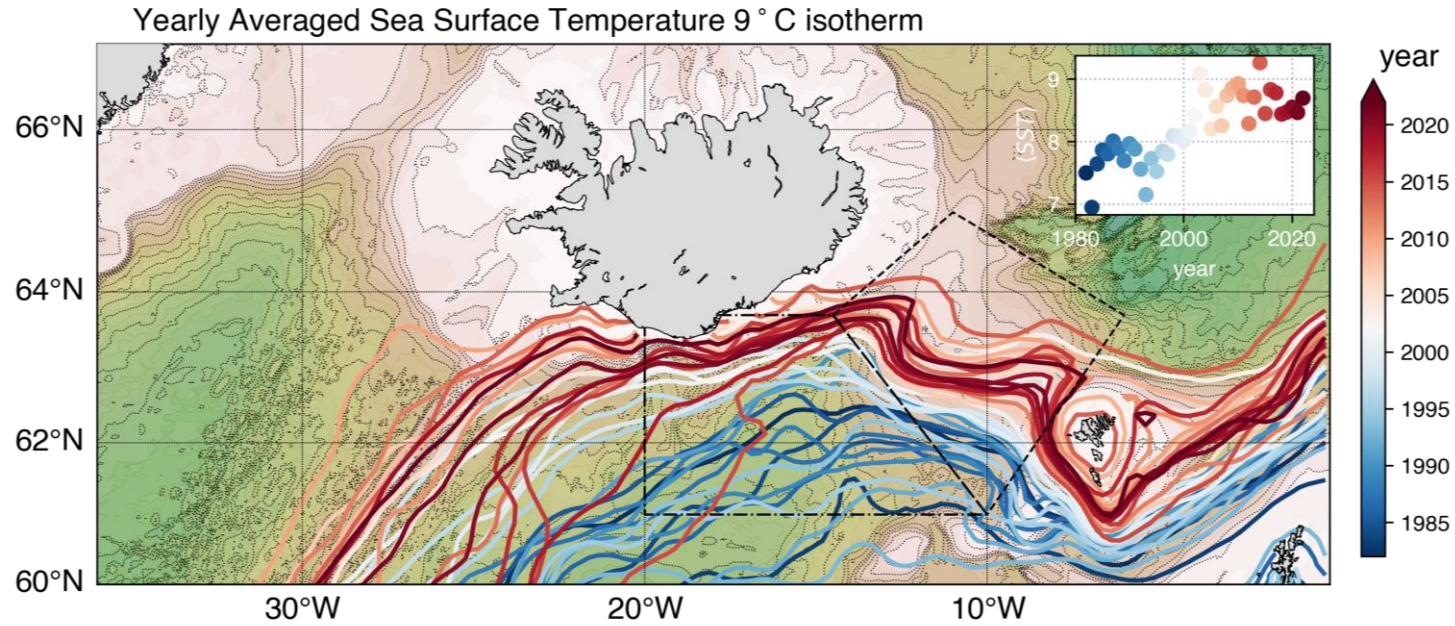 Yearly Averaged Sea Surface Temperature 9°C isotherm
year
66°N
64°N
62°N
60°N
30°W
20°W
10°W
⟨SST⟩
9
8
7
1980
2000
2020
year
2020
2015
2010
2005
2000
1995
1990
1985